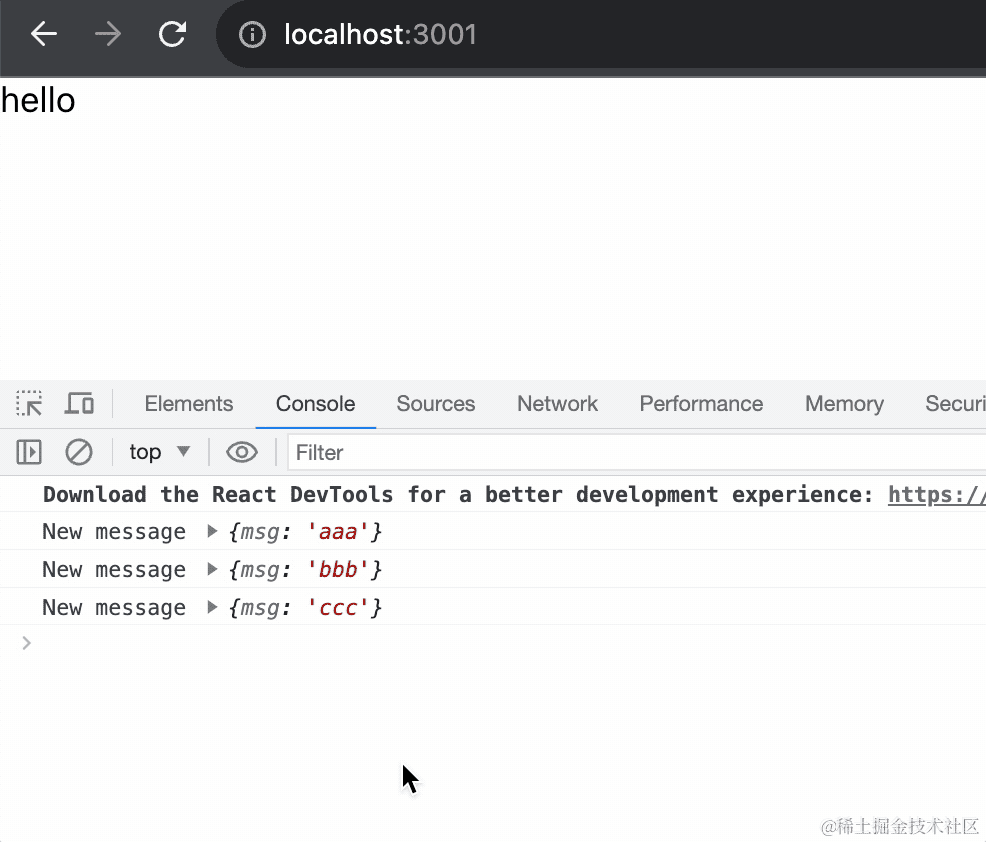 localhost:3001
hello
Elements Console Sources Network Performance Memory Securi
top Filter
Download the React DevTools for a better development experience: https://
New message {msg: 'aaa'}
New message {msg: 'bbb'}
New message {msg: 'ccc'}
@稀土掘金技术社区